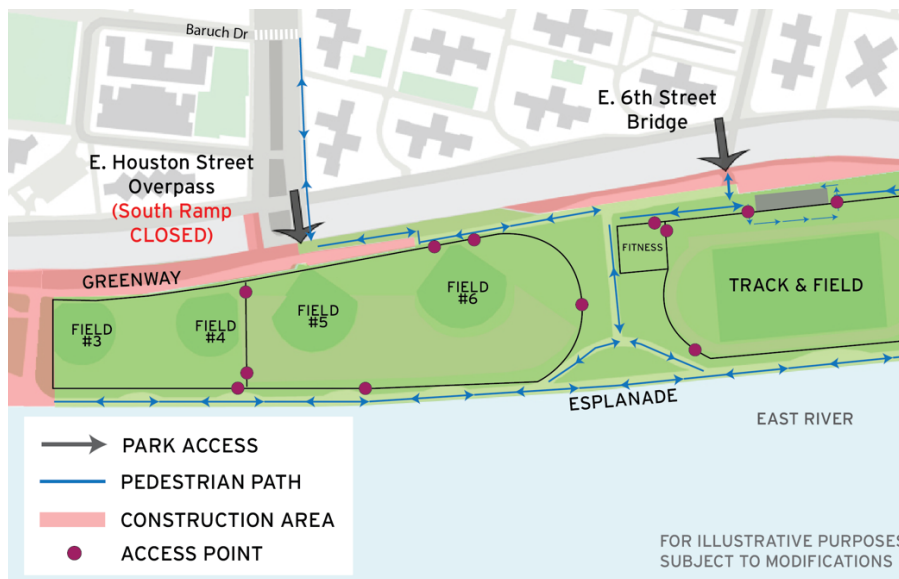 Baruch Dr
E. 6th Street
Bridge
E. Houston Street
Overpass
(South Ramp
CLOSED)
GREENWAY
FITNESS
TRACK & FIELD
FIELD
#3
FIELD
#4
FIELD
#5
FIELD
#6
ESPLANADE
EAST RIVER
PARK ACCESS
PEDESTRIAN PATH
CONSTRUCTION AREA
ACCESS POINT
FOR ILLUSTRATIVE PURPOSES
SUBJECT TO MODIFICATIONS